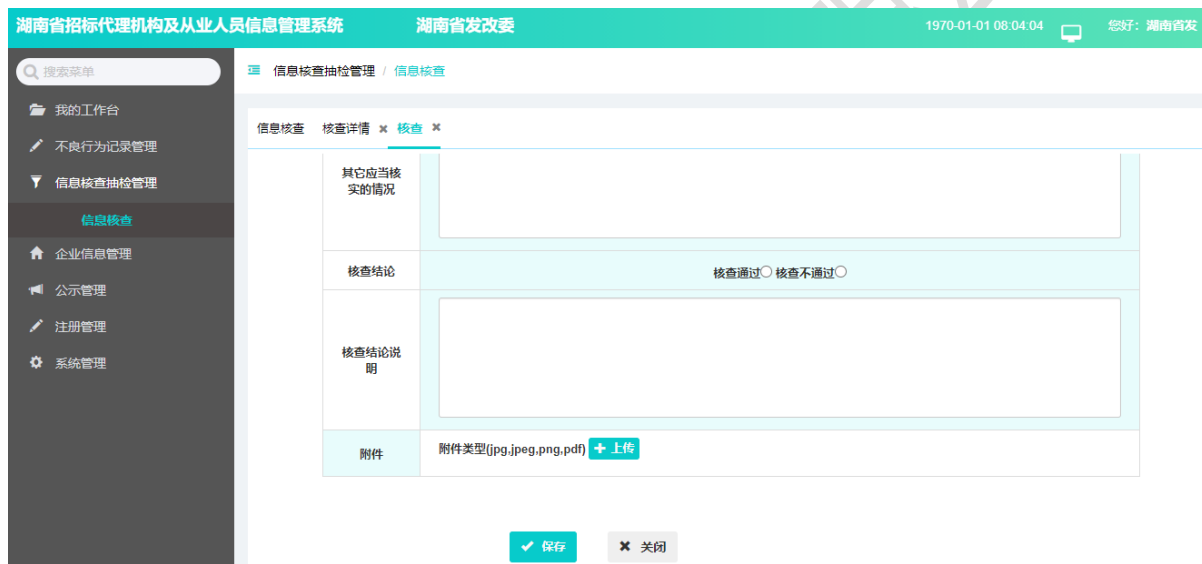 湖南省招标代理机构及从业人员信息管理系统 湖南省发改委 1970-01-01 08:04:04 您好：湖南省发
搜索菜单
信息核查抽检管理 / 信息核查
我的工作台
不良行为记录管理
信息核查抽检管理
信息核查
企业信息管理
公示管理
注册管理
系统管理
信息核查 核查详情 核查
其它应当核
实的情况
核查结论 核查通过 核查不通过
核查结论说
明
附件 附件类型(jpg,jpeg,png,pdf) 上传
保存 关闭